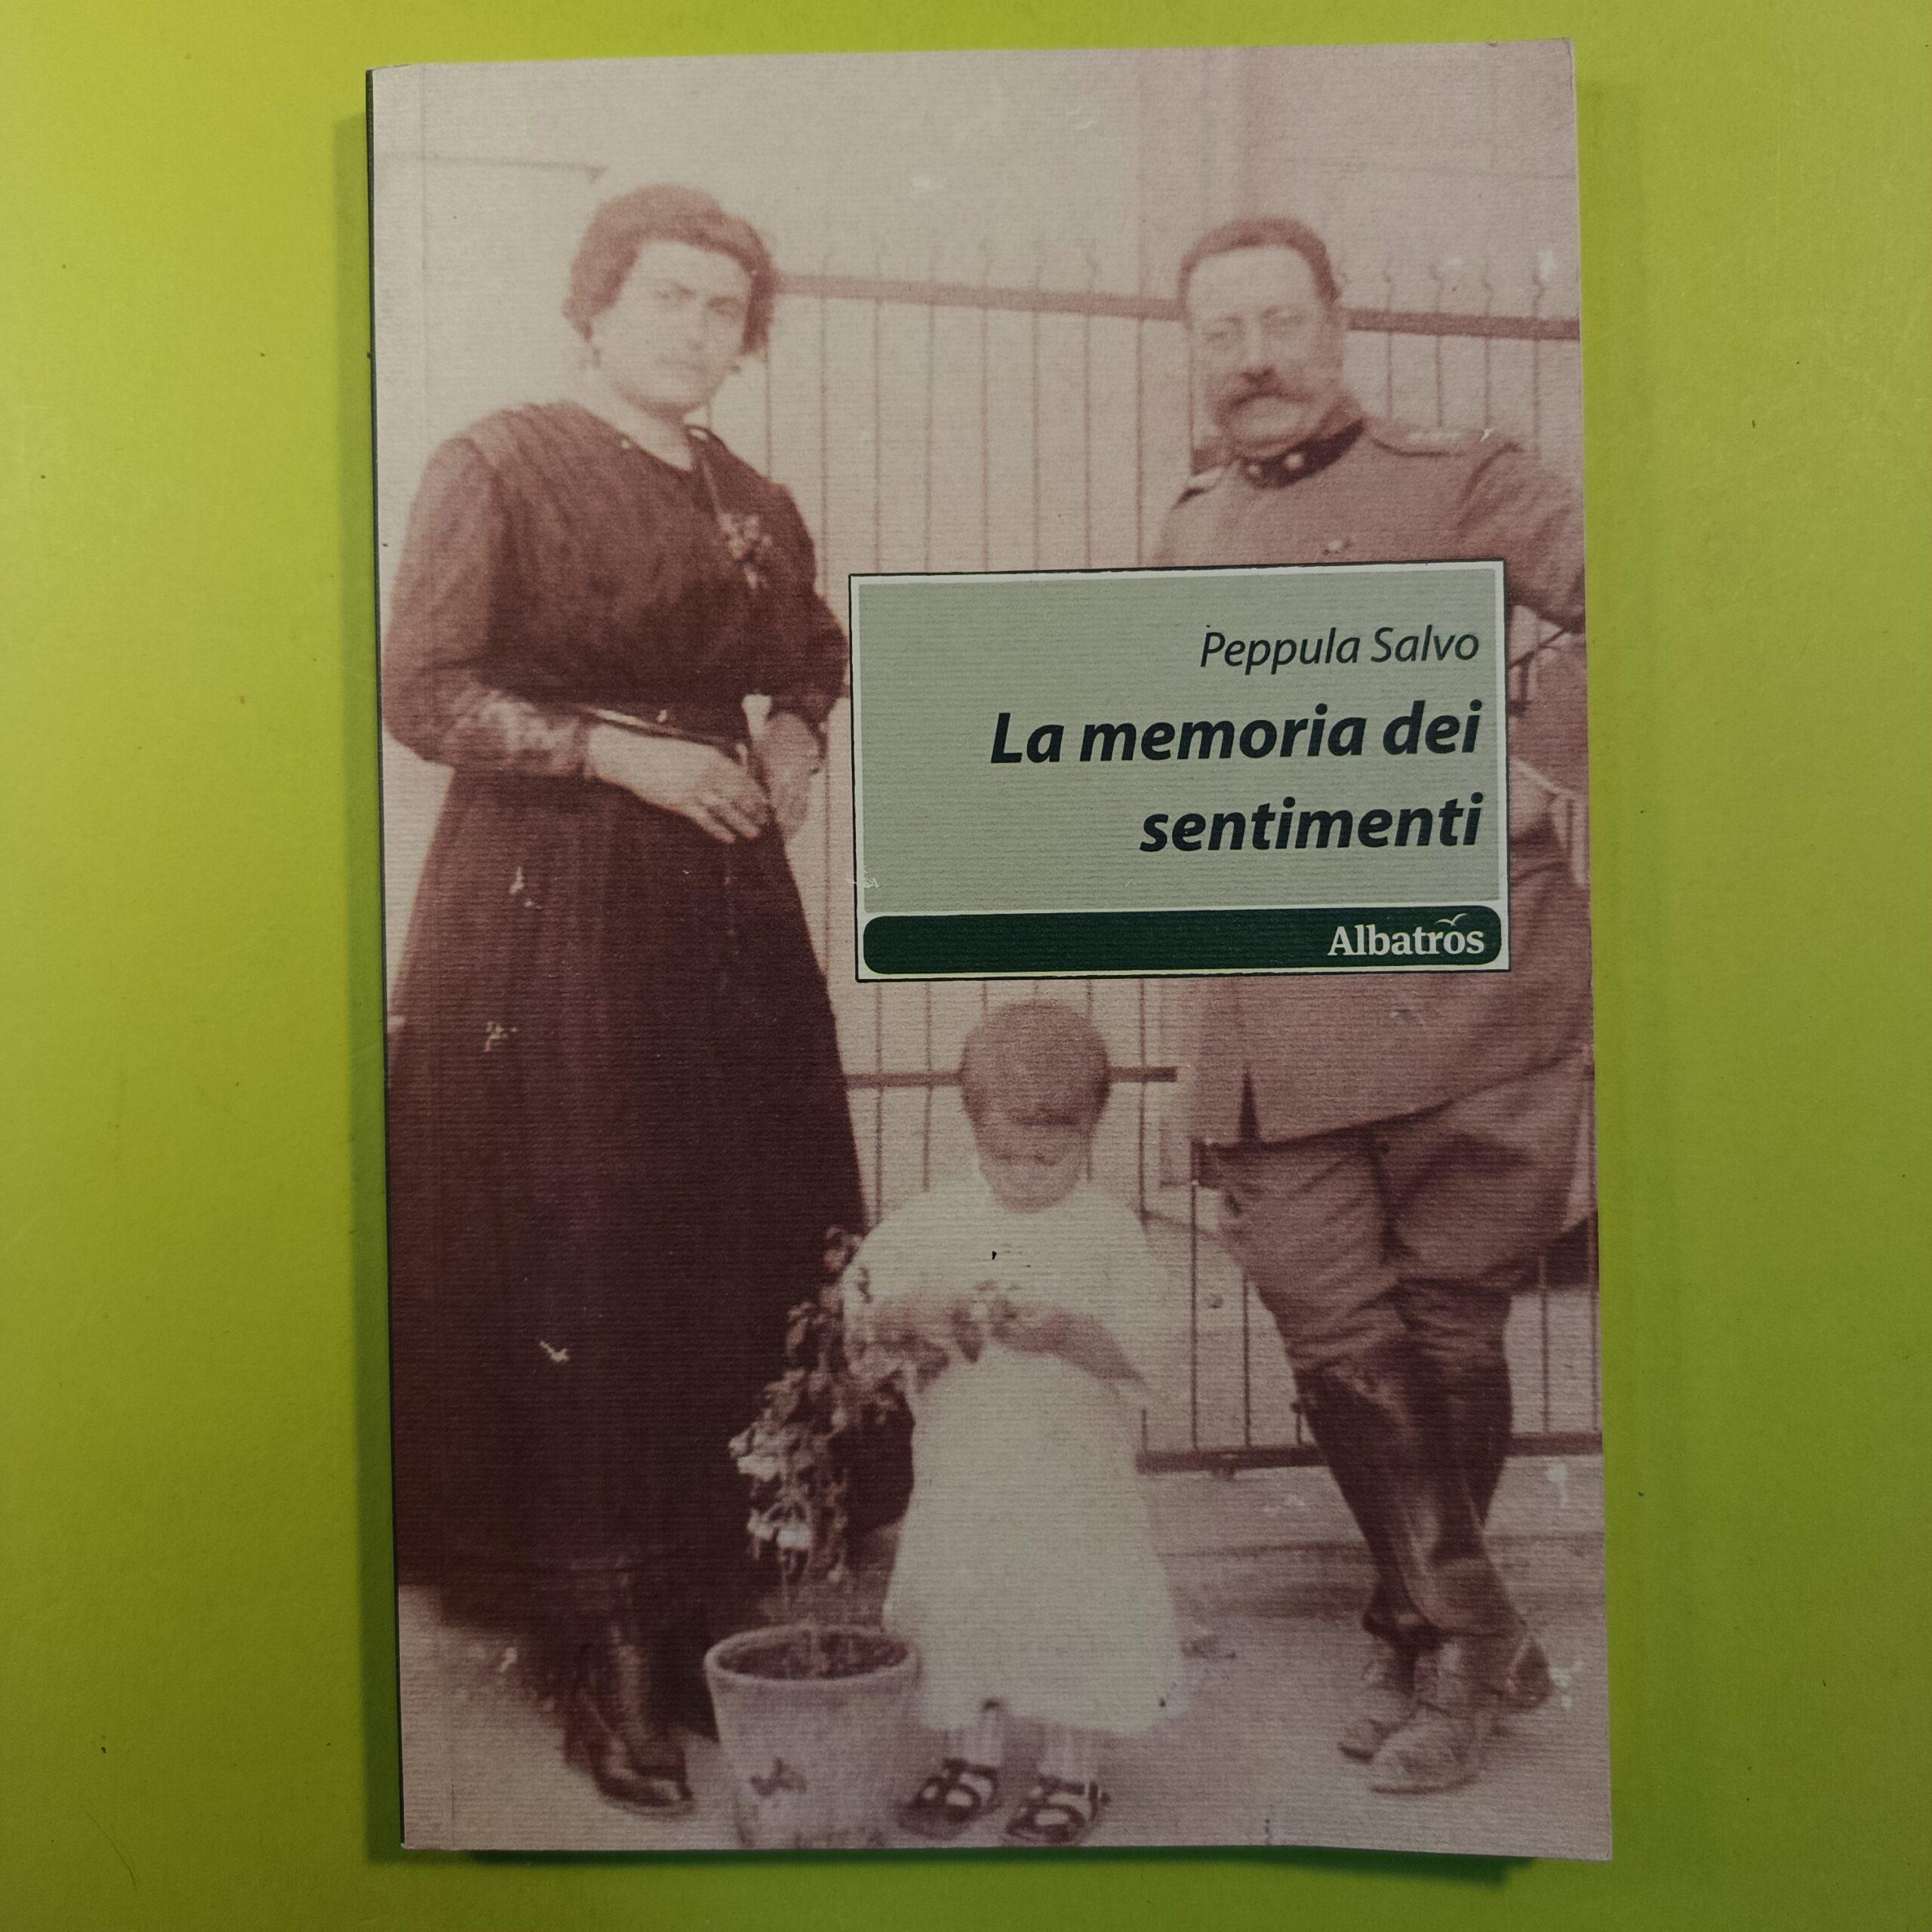 Peppula Salvo
La memoria dei
sentimenti
Albatros